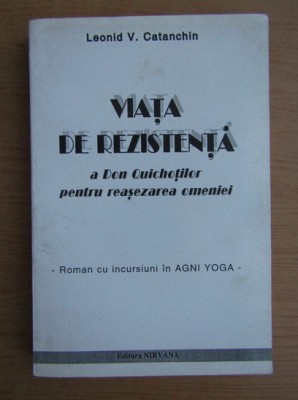 Leonid V. Catanchin
VIAȚA
DE REZISTENȚĂ
a Don Quichoților
pentru reașezarea omeniei
- Roman cu incursiuni în AGNI YOGA -
Editura NIRVANA